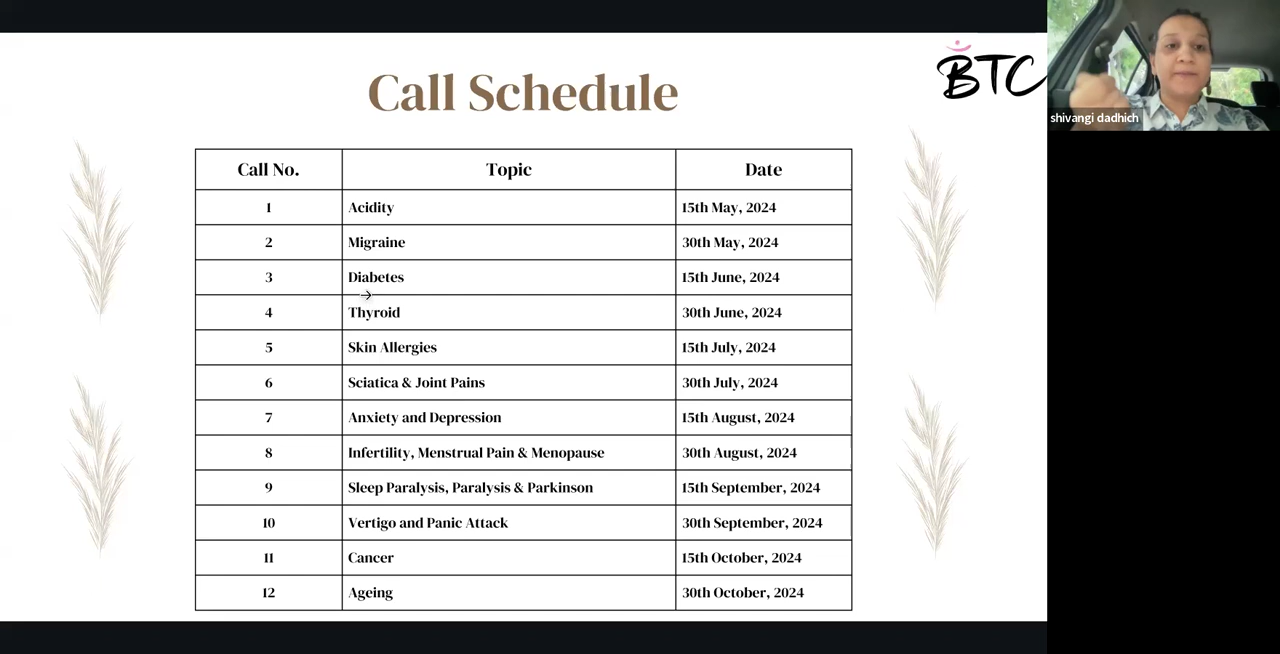 Call Schedule
BTC
shivangi dadhich
Call No. Topic Date
1 Acidity 15th May, 2024
2 Migraine 30th May, 2024
3 Diabetes 15th June, 2024
4 Thyroid 30th June, 2024
5 Skin Allergies 15th July, 2024
6 Sciatica & Joint Pains 30th July, 2024
7 Anxiety and Depression 15th August, 2024
8 Infertility, Menstrual Pain & Menopause 30th August, 2024
9 Sleep Paralysis, Paralysis & Parkinson 15th September, 2024
10 Vertigo and Panic Attack 30th September, 2024
11 Cancer 15th October, 2024
12 Ageing 30th October, 2024